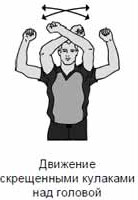 Движение
скрещенными кулаками
над головой